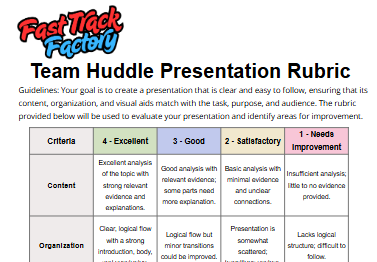 Fast Track
Factory
Team Huddle Presentation Rubric
Guidelines: Your goal is to create a presentation that is clear and easy to follow, ensuring that its
content, organization, and visual aids match with the task, purpose, and audience. The rubric
provided below will be used to evaluate your presentation and identify areas for improvement.
Criteria
4 - Excellent
3 - Good
2 - Satisfactory
1 - Needs
Improvement
Content
Excellent analysis
of the topic with
strong relevant
evidence and
explanations.
Good analysis with
relevant evidence;
some parts need
more explanation.
Basic analysis with
minimal evidence
and unclear
connections.
Insufficient analysis;
little to no evidence
provided.
Organization
Clear, logical flow
with a strong
introduction, body,
Logical flow but
minor transitions
could be improved.
Presentation is
somewhat
scattered;
Lacks logical
structure; difficult to
follow.